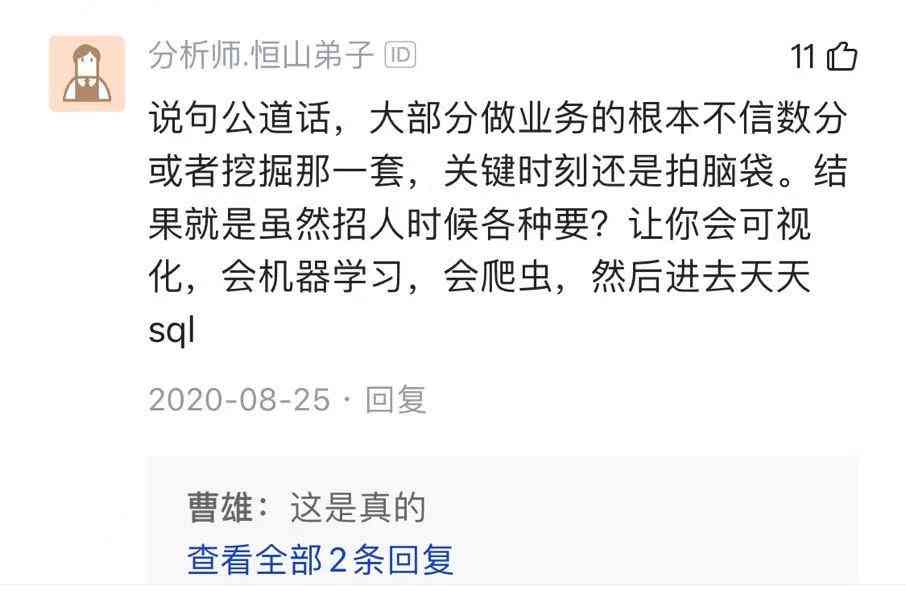 分析师.恒山弟子 ID 11
说句公道话，大部分做业务的根本不信数分
或者挖掘那一套，关键时刻还是拍脑袋。结
果就是虽然招人时候各种要？让你会可视
化，会机器学习，会爬虫，然后进去天天
sql
2020-08-25 · 回复
曹雄：这是真的
查看全部2条回复